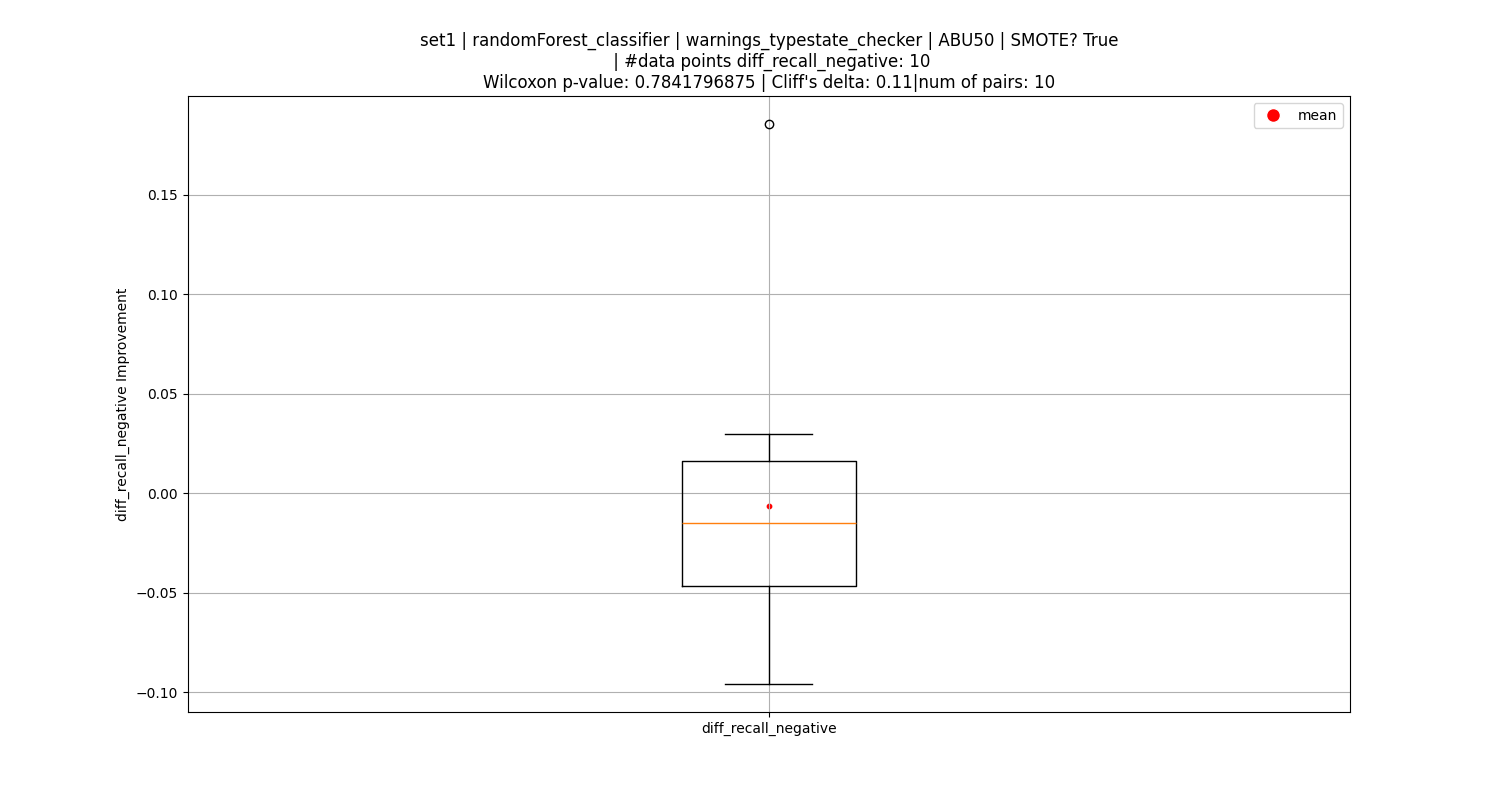 set1 | randomForest_classifier | warnings_typestate_checker | ABU50 | SMOTE? True
| #data points diff_recall_negative: 10
Wilcoxon p-value: 0.7841796875 | Cliff's delta: 0.11|num of pairs: 10
mean
0.15
0.10
0.05
0.00
−0.05
−0.10
diff_recall_negative Improvement
diff_recall_negative